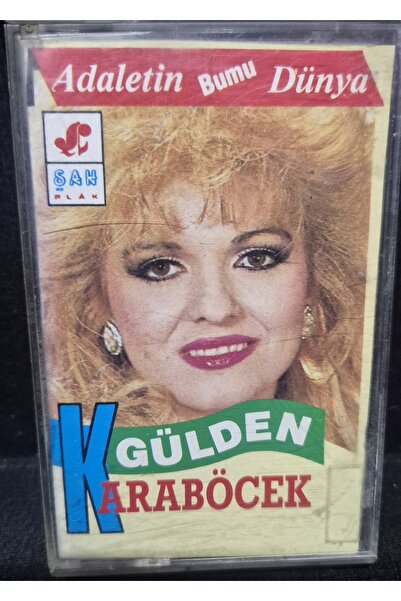 Adaletin Bumu Dünya
ŞAH
PLAK
GÜLDEN
KARABÖCEK